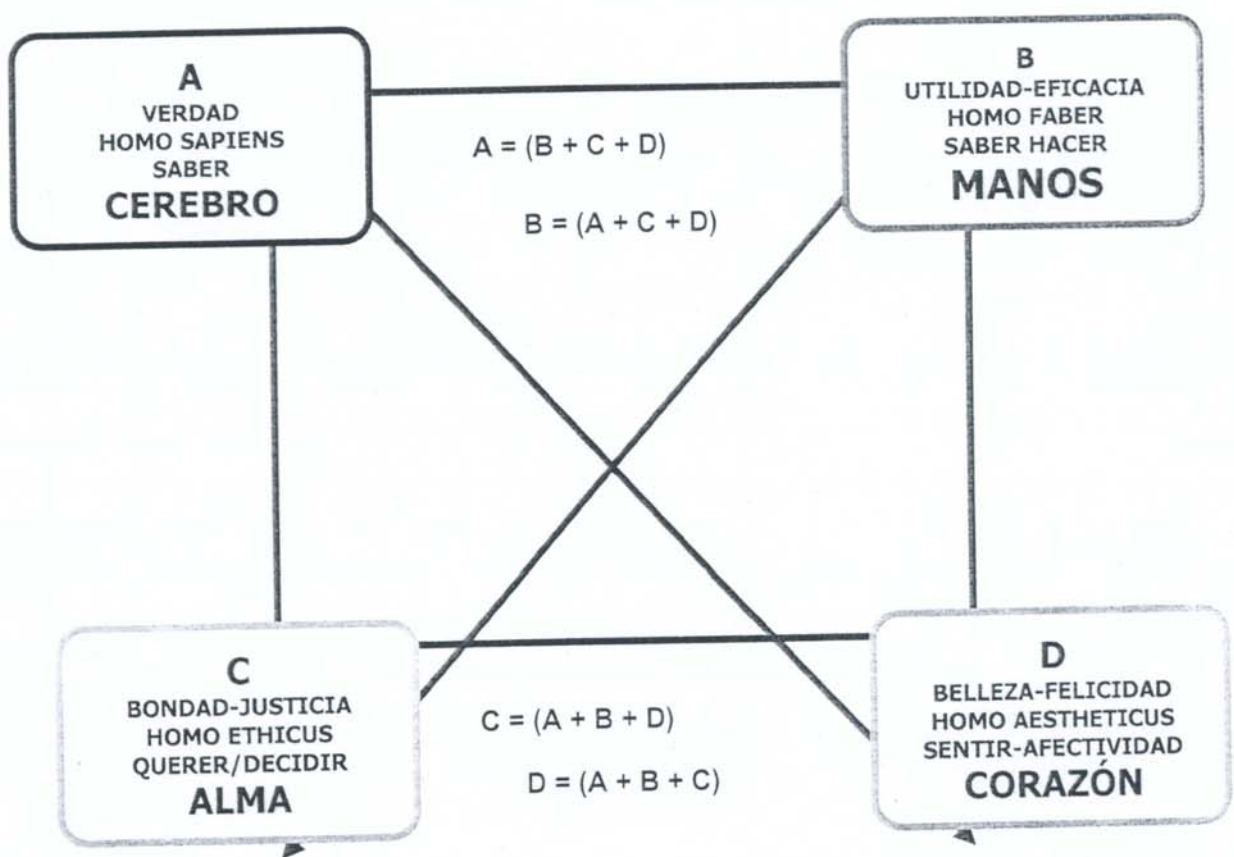 A
VERDAD
HOMO SAPIENS
SABER
CEREBRO
B
UTILIDAD-EFICACIA
HOMO FABER
SABER HACER
MANOS
A = (B + C + D)
B = (A + C + D)
C
BONDAD-JUSTICIA
HOMO ETHICUS
QUERER/DECIDIR
ALMA
C = (A + B + D)
D = (A + B + C)
D
BELLEZA-FELICIDAD
HOMO AESTHETICUS
SENTIR-AFECTIVIDAD
CORAZÓN